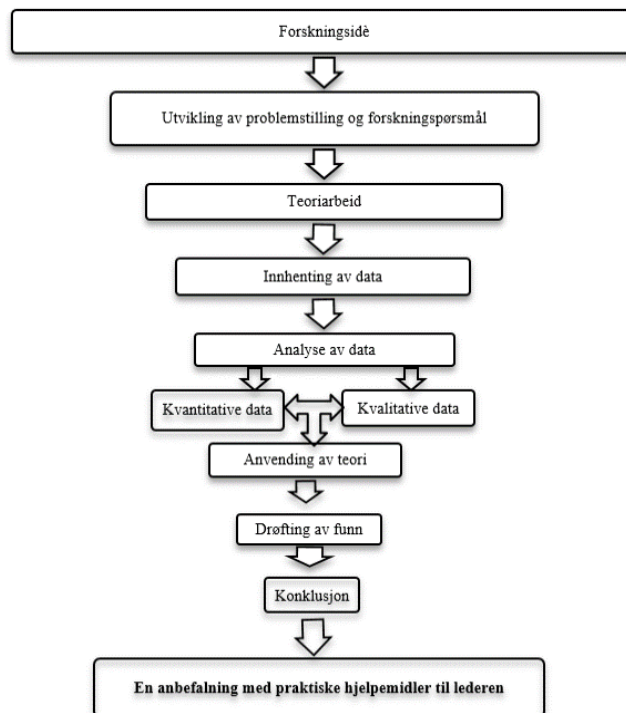 Forskningsidè
Utvikling av problemstilling og forskningspørsmål
Teoriarbeid
Innhenting av data
Analyse av data
Kvantitative data
Kvalitative data
Anvending av teori
Drøfting av funn
Konklusjon
En anbefalning med praktiske hjelpemidler til lederen